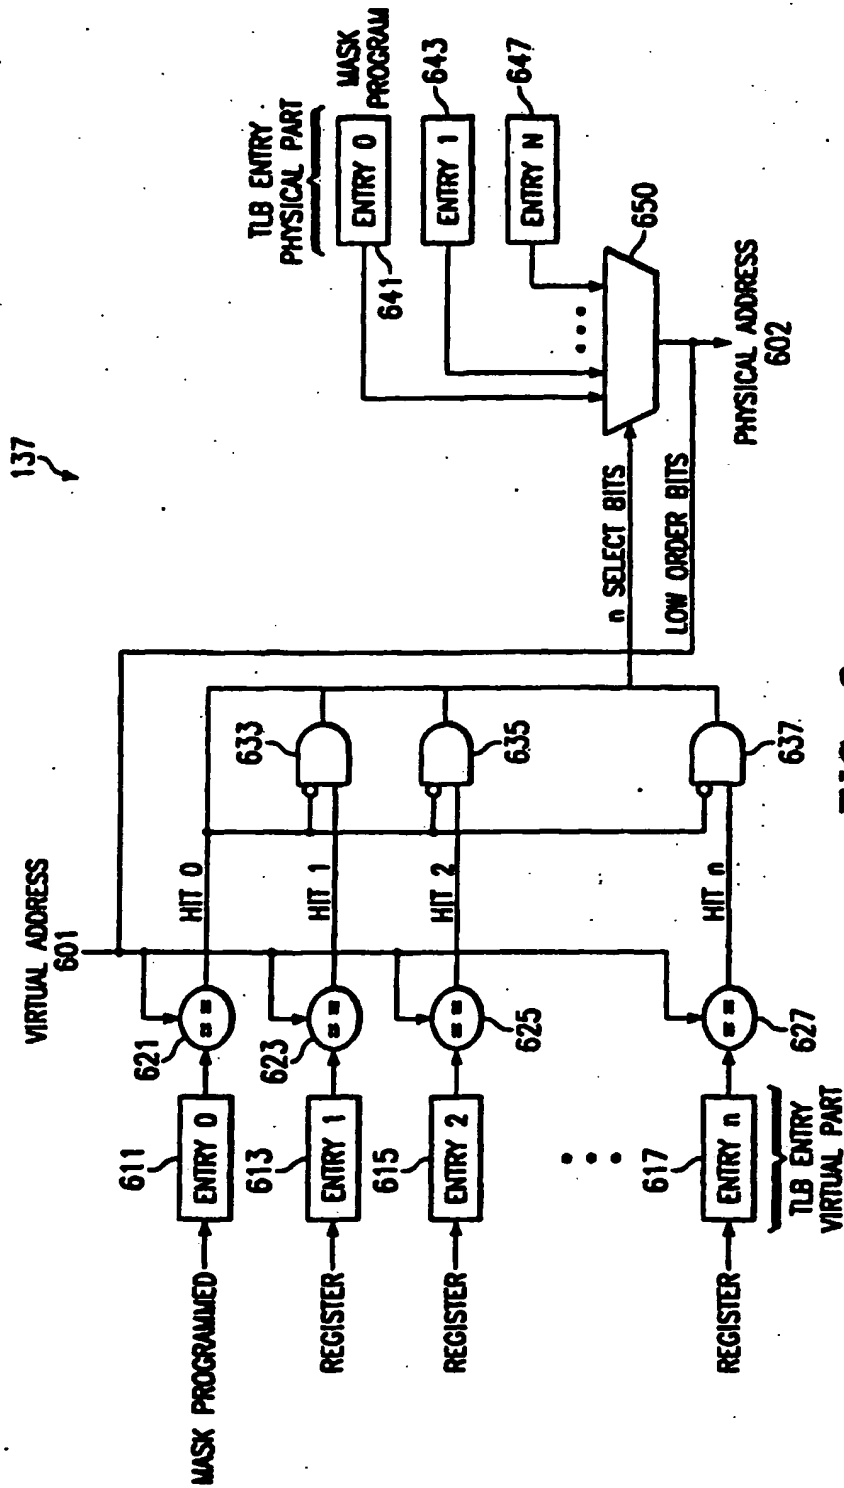 137
VIRTUAL ADDRESS
601
MASK PROGRAMMED
611
ENTRY 0
621
==
HIT 0
REGISTER
613
ENTRY 1
623
==
HIT 1
633
REGISTER
615
ENTRY 2
625
==
HIT 2
635
REGISTER
617
ENTRY n
627
==
HIT n
637
TLB ENTRY
VIRTUAL PART
n SELECT BITS
LOW ORDER BITS
TLB ENTRY
PHYSICAL PART
MASK
PROGRAM
ENTRY 0
641
ENTRY 1
643
ENTRY N
647
650
PHYSICAL ADDRESS
602